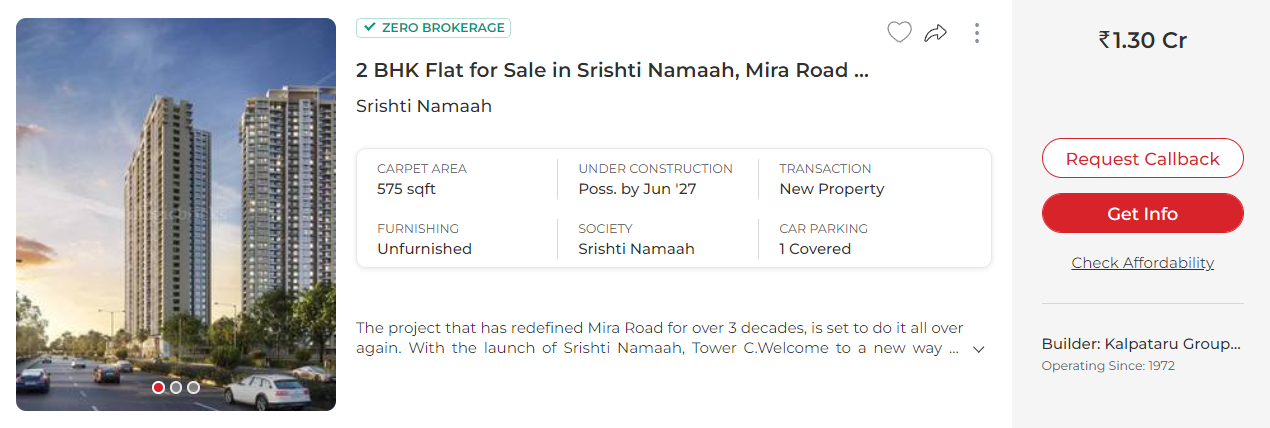 ZERO BROKERAGE
2 BHK Flat for Sale in Srishti Namaah, Mira Road ...
Srishti Namaah
CARPET AREA
575 sqft
UNDER CONSTRUCTION
Poss. by Jun '27
TRANSACTION
New Property
FURNISHING
Unfurnished
SOCIETY
Srishti Namaah
CAR PARKING
1 Covered
The project that has redefined Mira Road for over 3 decades, is set to do it all over
again. With the launch of Srishti Namaah, Tower C.Welcome to a new way ...
₹1.30 Cr
Request Callback
Get Info
Check Affordability
Builder: Kalpataru Group...
Operating Since: 1972